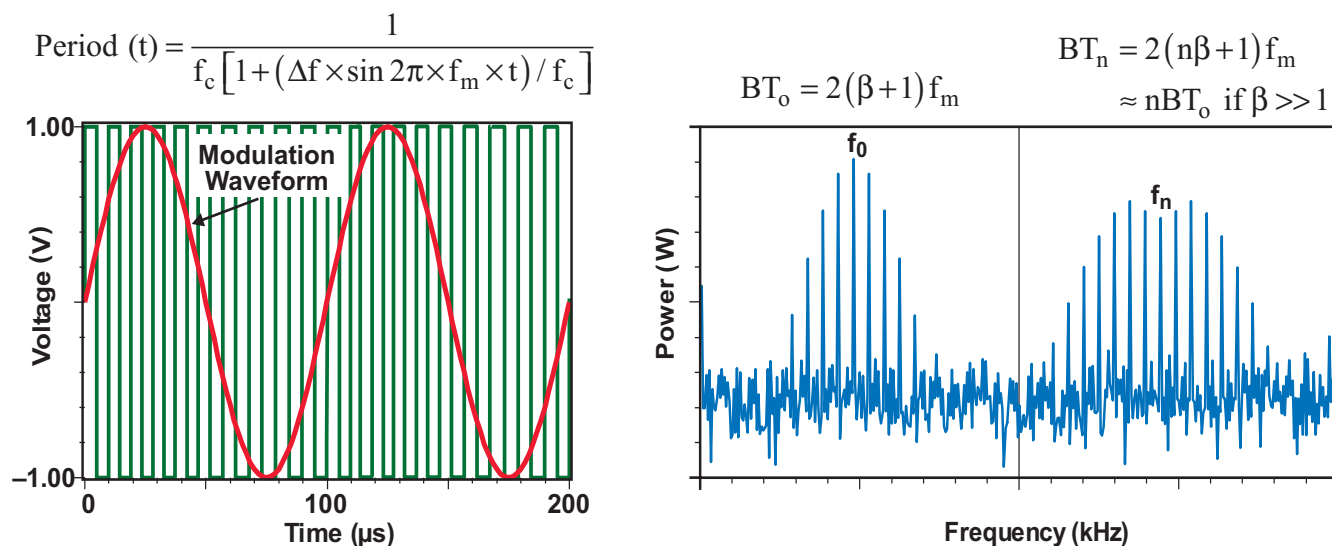 Period (t) = 1 / f_c [1 + (Δf × sin 2π × f_m × t) / f_c]
1.00
Modulation
Waveform
Voltage (V)
–1.00
0
100
200
Time (µs)
BT_o = 2(β+1)f_m
BT_n = 2(nβ+1)f_m
≈ nBT_o if β >> 1
f_0
f_n
Power (W)
Frequency (kHz)